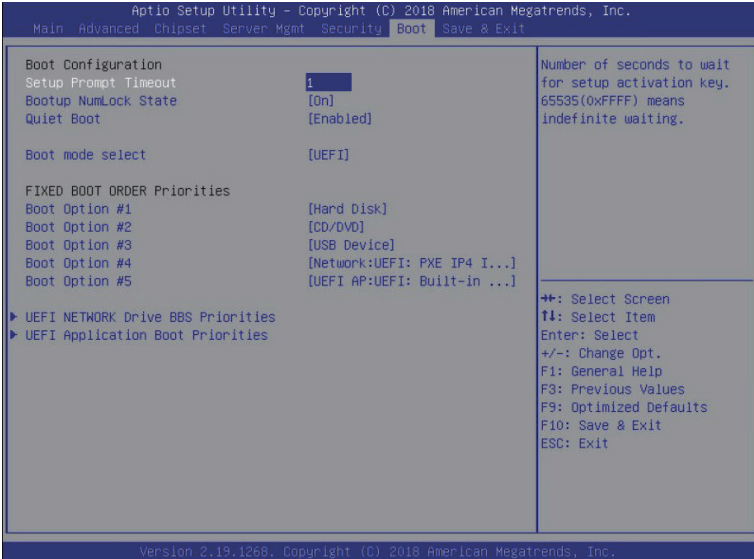 Aptio Setup Utility – Copyright (C) 2018 American Megatrends, Inc.
Main Advanced Chipset Server Mgmt Security Boot Save & Exit
Boot Configuration
Setup Prompt Timeout 1
Bootup NumLock State [On]
Quiet Boot [Enabled]
Boot mode select [UEFI]
FIXED BOOT ORDER Priorities
Boot Option #1 [Hard Disk]
Boot Option #2 [CD/DVD]
Boot Option #3 [USB Device]
Boot Option #4 [Network:UEFI: PXE IP4 I...]
Boot Option #5 [UEFI AP:UEFI: Built-in ...]
▶ UEFI NETWORK Drive BBS Priorities
▶ UEFI Application Boot Priorities
Number of seconds to wait
for setup activation key.
65535(0xFFFF) means
indefinite waiting.
→←: Select Screen
↑↓: Select Item
Enter: Select
+/-: Change Opt.
F1: General Help
F3: Previous Values
F9: Optimized Defaults
F10: Save & Exit
ESC: Exit
Version 2.19.1268. Copyright (C) 2018 American Megatrends, Inc.